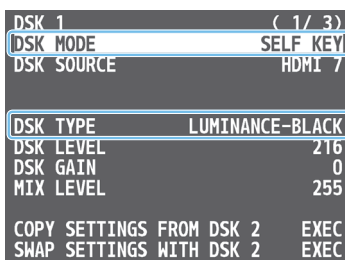 DSK 1 ( 1/ 3)
DSK MODE SELF KEY
DSK SOURCE HDMI 7
DSK TYPE LUMINANCE-BLACK
DSK LEVEL 216
DSK GAIN 0
MIX LEVEL 255
COPY SETTINGS FROM DSK 2 EXEC
SWAP SETTINGS WITH DSK 2 EXEC